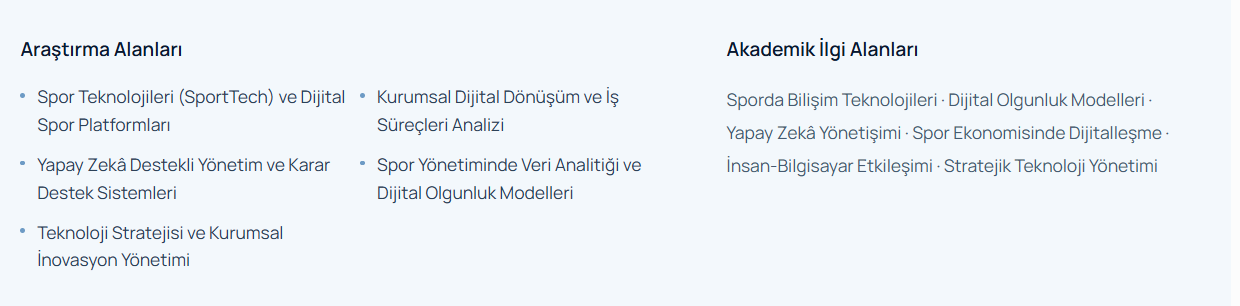 Araştırma Alanları
Spor Teknolojileri (SportTech) ve Dijital
Spor Platformları
Yapay Zekâ Destekli Yönetim ve Karar
Destek Sistemleri
Teknoloji Stratejisi ve Kurumsal
İnovasyon Yönetimi
Kurumsal Dijital Dönüşüm ve İş
Süreçleri Analizi
Spor Yönetiminde Veri Analitiği ve
Dijital Olgunluk Modelleri
Akademik İlgi Alanları
Sporda Bilişim Teknolojileri · Dijital Olgunluk Modelleri ·
Yapay Zekâ Yönetişimi · Spor Ekonomisinde Dijitalleşme ·
İnsan-Bilgisayar Etkileşimi · Stratejik Teknoloji Yönetimi